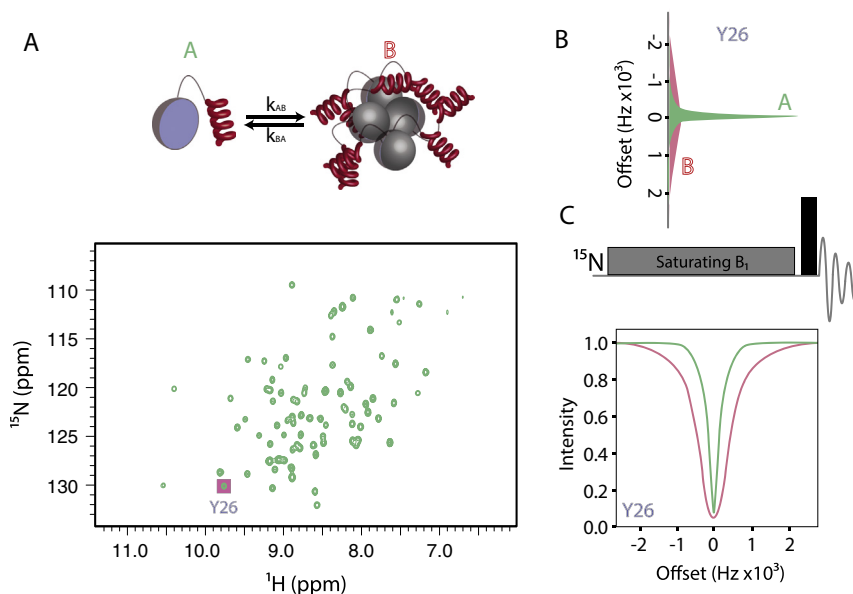 A
A
B
kAB
kBA
110
115
120
125
130
15N (ppm)
Y26
11.0 10.0 9.0 8.0 7.0
1H (ppm)
B
Y26
-2
-1
0
1
2
Offset (Hz x10³)
A
B
C
15N
Saturating B1
1.0
0.8
0.6
0.4
0.2
0.0
Intensity
Y26
-2 -1 0 1 2
Offset (Hz x10³)